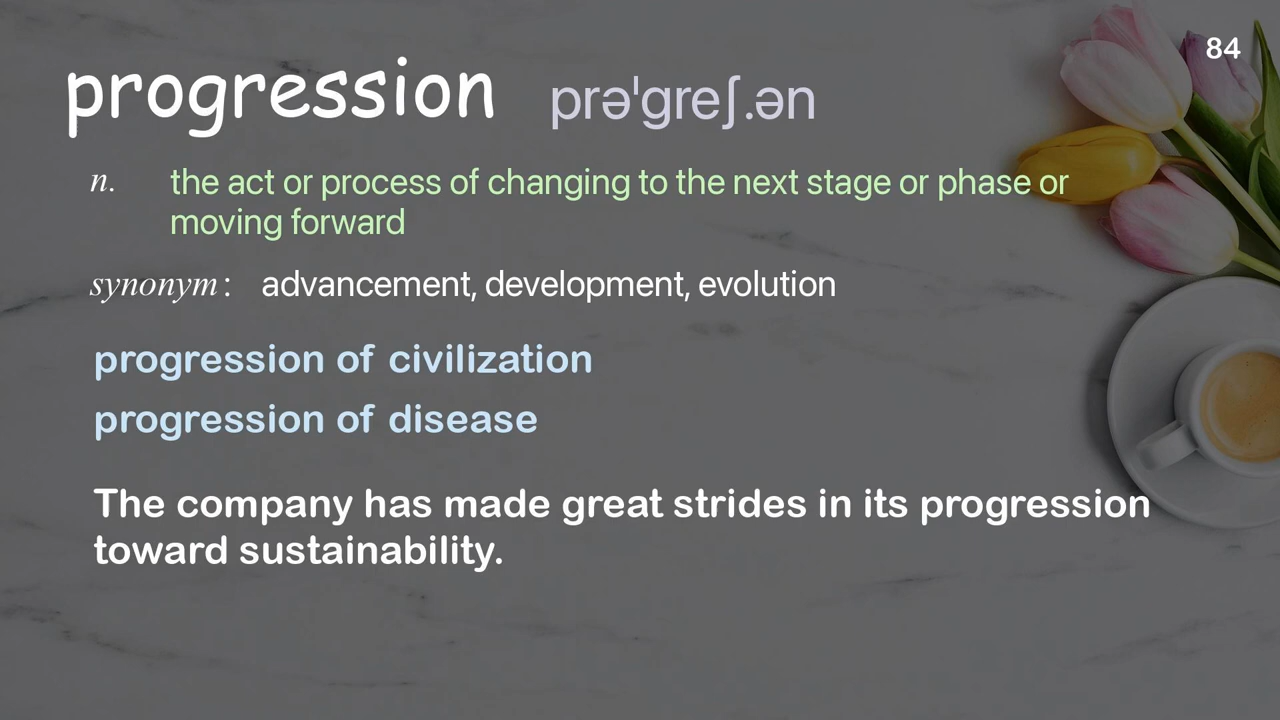 84
progression prəˈgreʃ.ən
n. the act or process of changing to the next stage or phase or
moving forward
synonym : advancement, development, evolution
progression of civilization
progression of disease
The company has made great strides in its progression
toward sustainability.